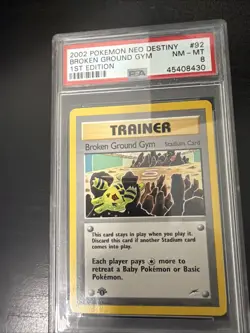 2002 POKEMON NEO DESTINY #92
BROKEN GROUND GYM NM-MT
1ST EDITION 8
PSA 45408430
TRAINER
Broken Ground Gym Stadium Card
This card stays in play when you play it.
Discard this card if another Stadium card
comes into play.
Each player pays more to
retreat a Baby Pokémon or Basic
Pokémon.